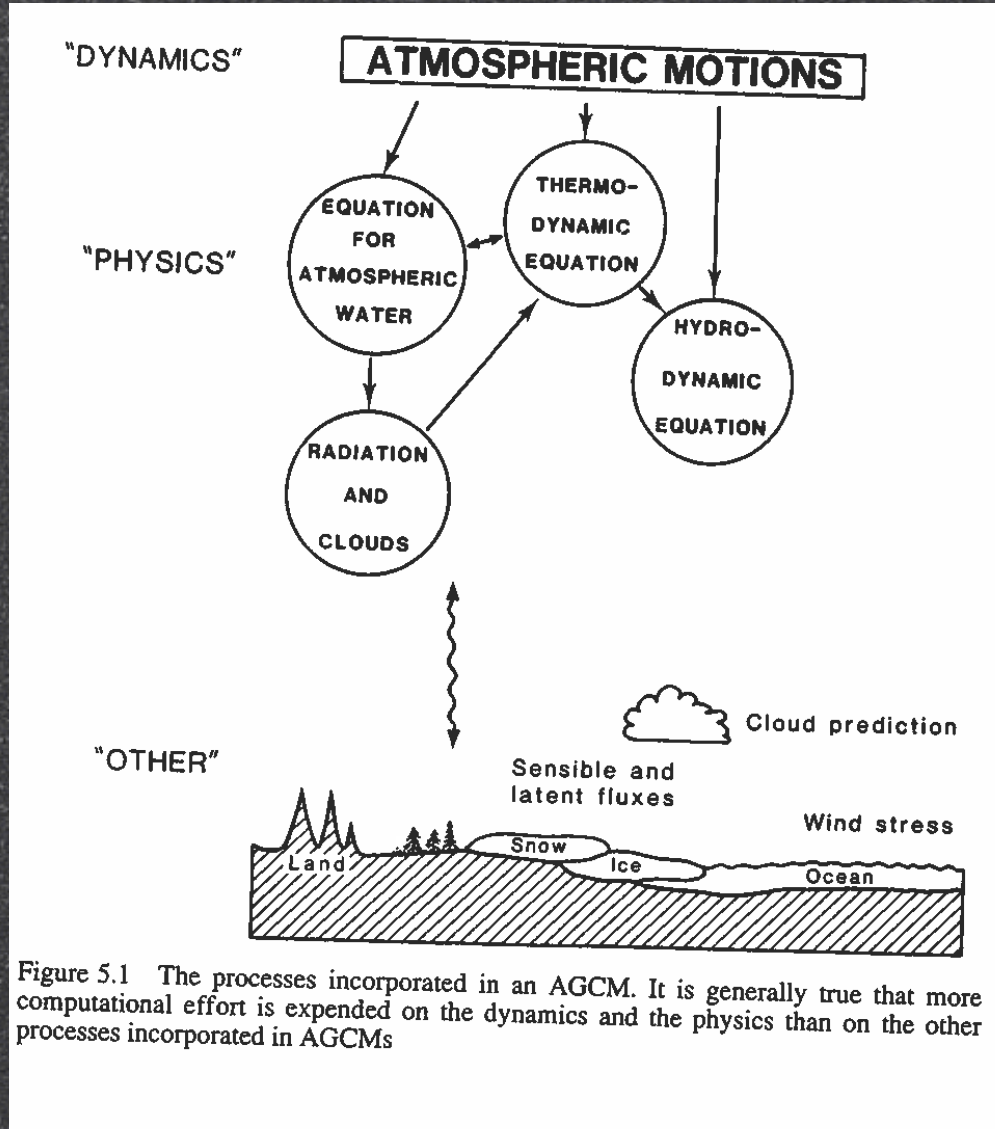 "DYNAMICS"
ATMOSPHERIC MOTIONS
"PHYSICS"
EQUATION
FOR
ATMOSPHERIC
WATER
THERMO-
DYNAMIC
EQUATION
HYDRO-
DYNAMIC
EQUATION
RADIATION
AND
CLOUDS
"OTHER"
Cloud prediction
Sensible and
latent fluxes
Wind stress
Land
Snow
Ice
Ocean
Figure 5.1 The processes incorporated in an AGCM. It is generally true that more
computational effort is expended on the dynamics and the physics than on the other
processes incorporated in AGCMs